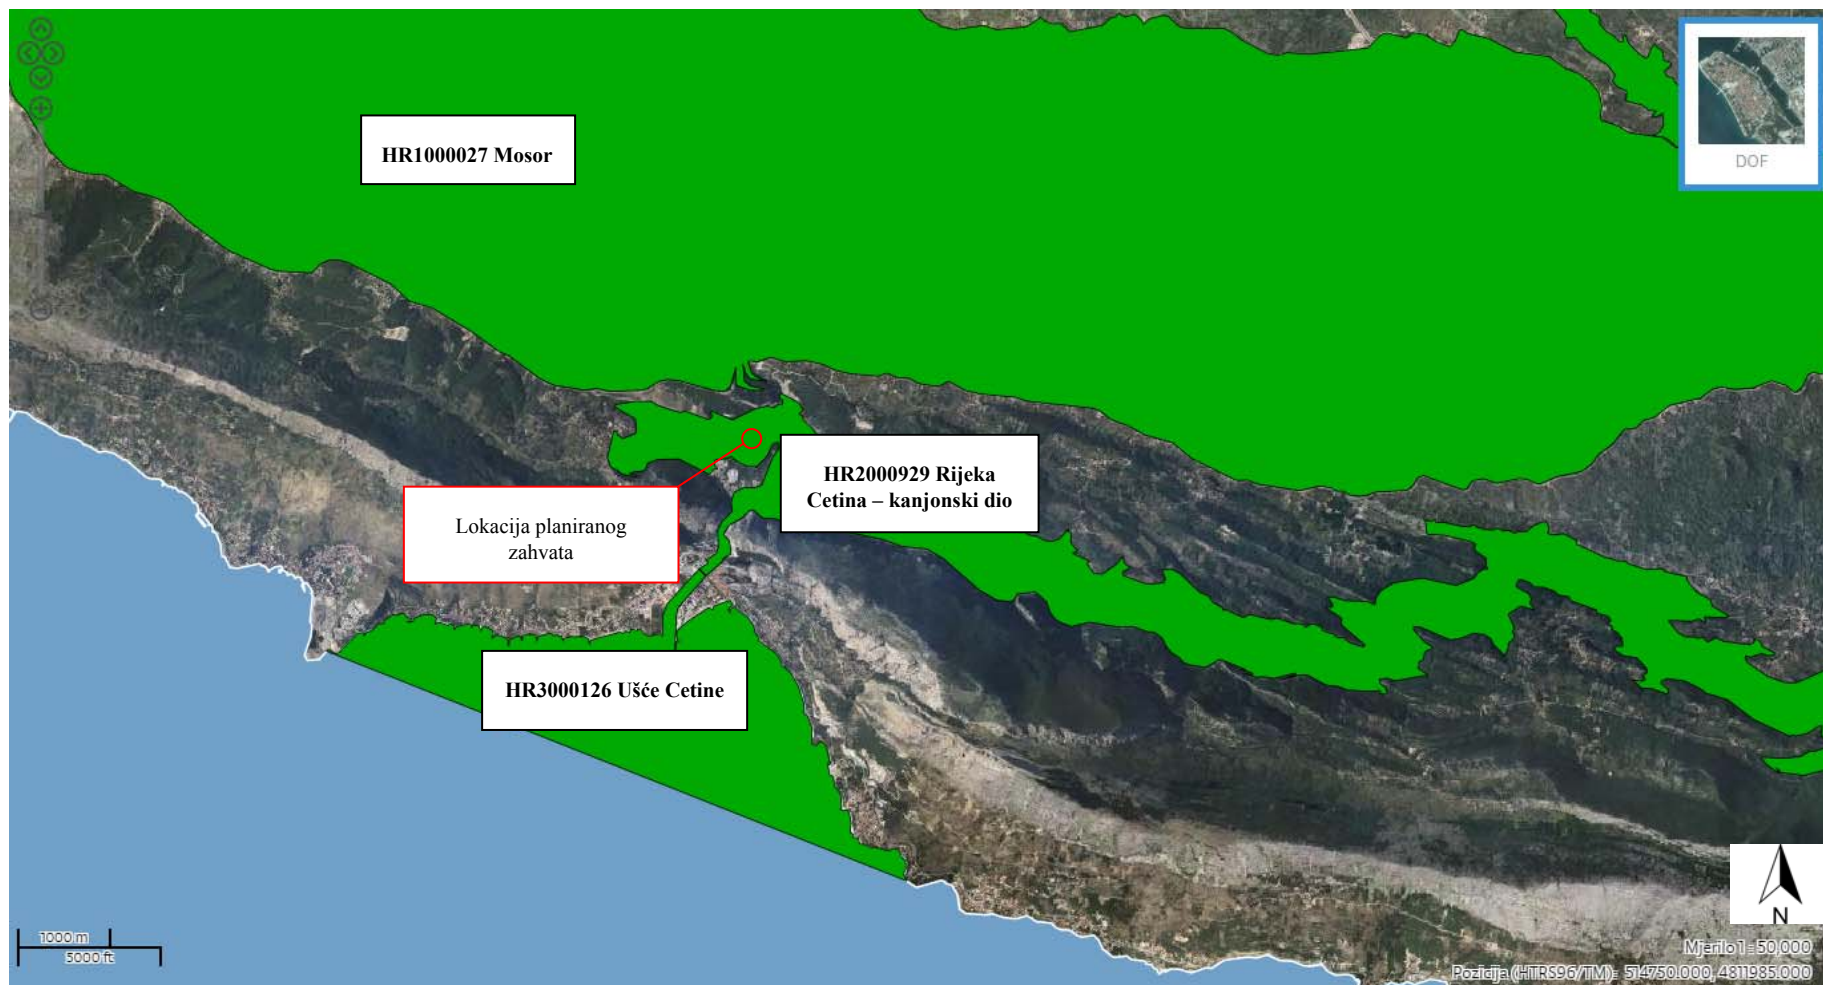 HR1000027 Mosor
DOF
HR2000929 Rijeka
Cetina – kanjonski dio
Lokacija planiranog
zahvata
HR3000126 Ušće Cetine
N
1000 m
5000 ft
Mjerilo 1 : 50,000
Pozicija (HTRS96/TM): 514750.000, 4811985.000